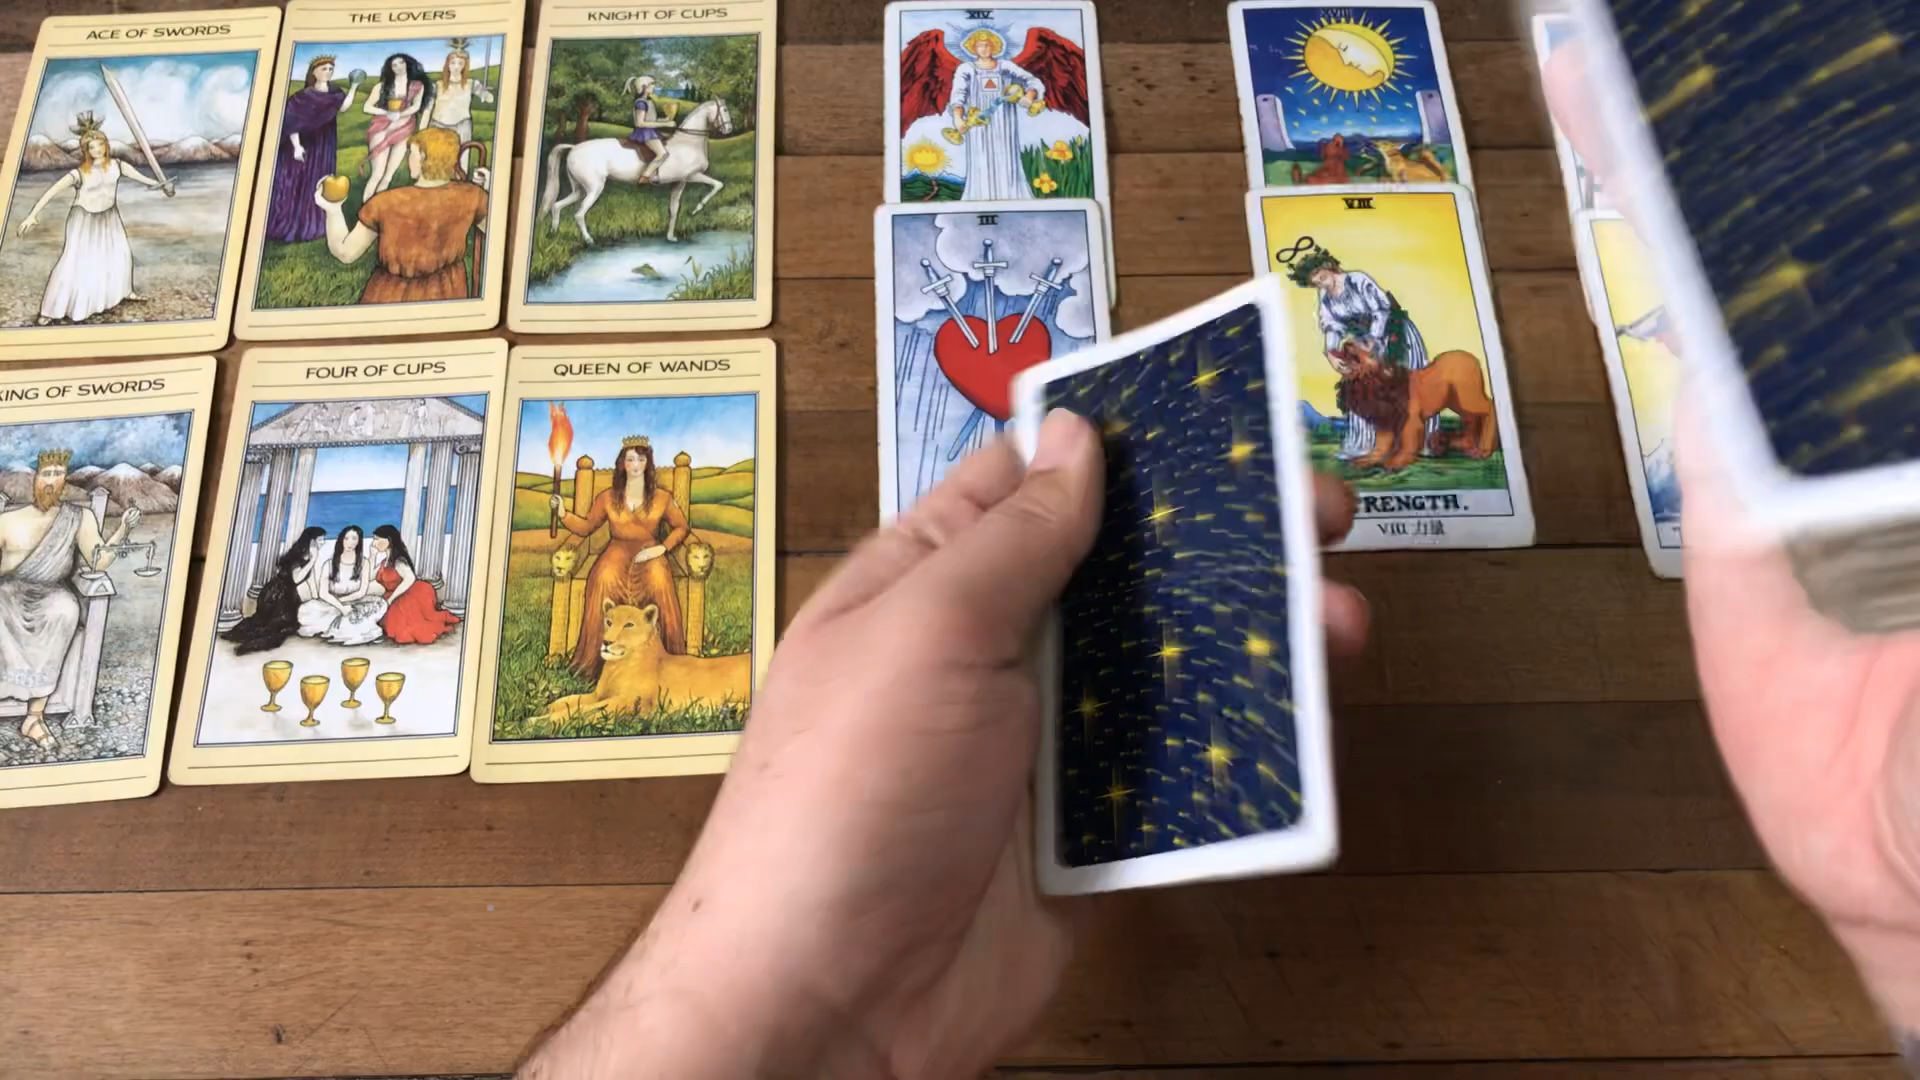 ACE OF SWORDS
THE LOVERS
KNIGHT OF CUPS
XIV
XVIII
KING OF SWORDS
FOUR OF CUPS
QUEEN OF WANDS
III
VIII
RENGTH.
VIII 力量